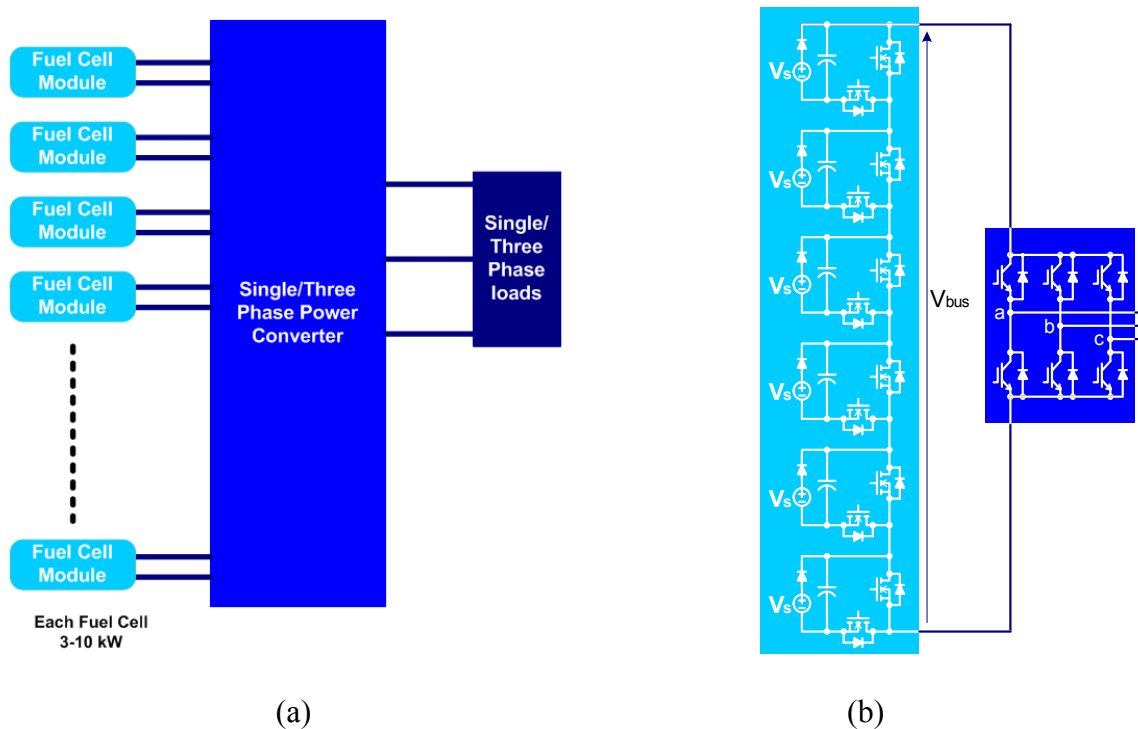 Fuel Cell
Module
Fuel Cell
Module
Fuel Cell
Module
Fuel Cell
Module
Fuel Cell
Module
Each Fuel Cell
3-10 kW
Single/Three
Phase Power
Converter
Single/
Three
Phase
loads
(a)
Vs
Vs
Vs
Vs
Vs
Vs
Vbus
a
b
c
(b)